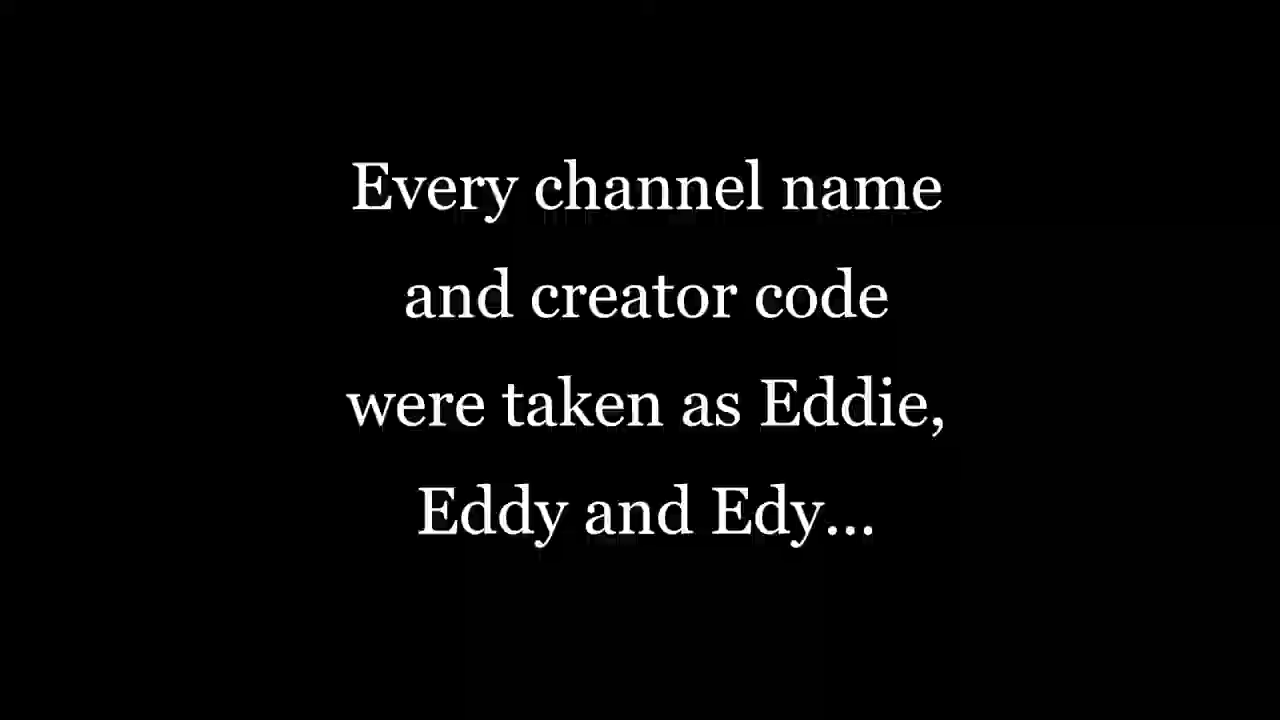 Every channel name
and creator code
were taken as Eddie,
Eddy and Edy...